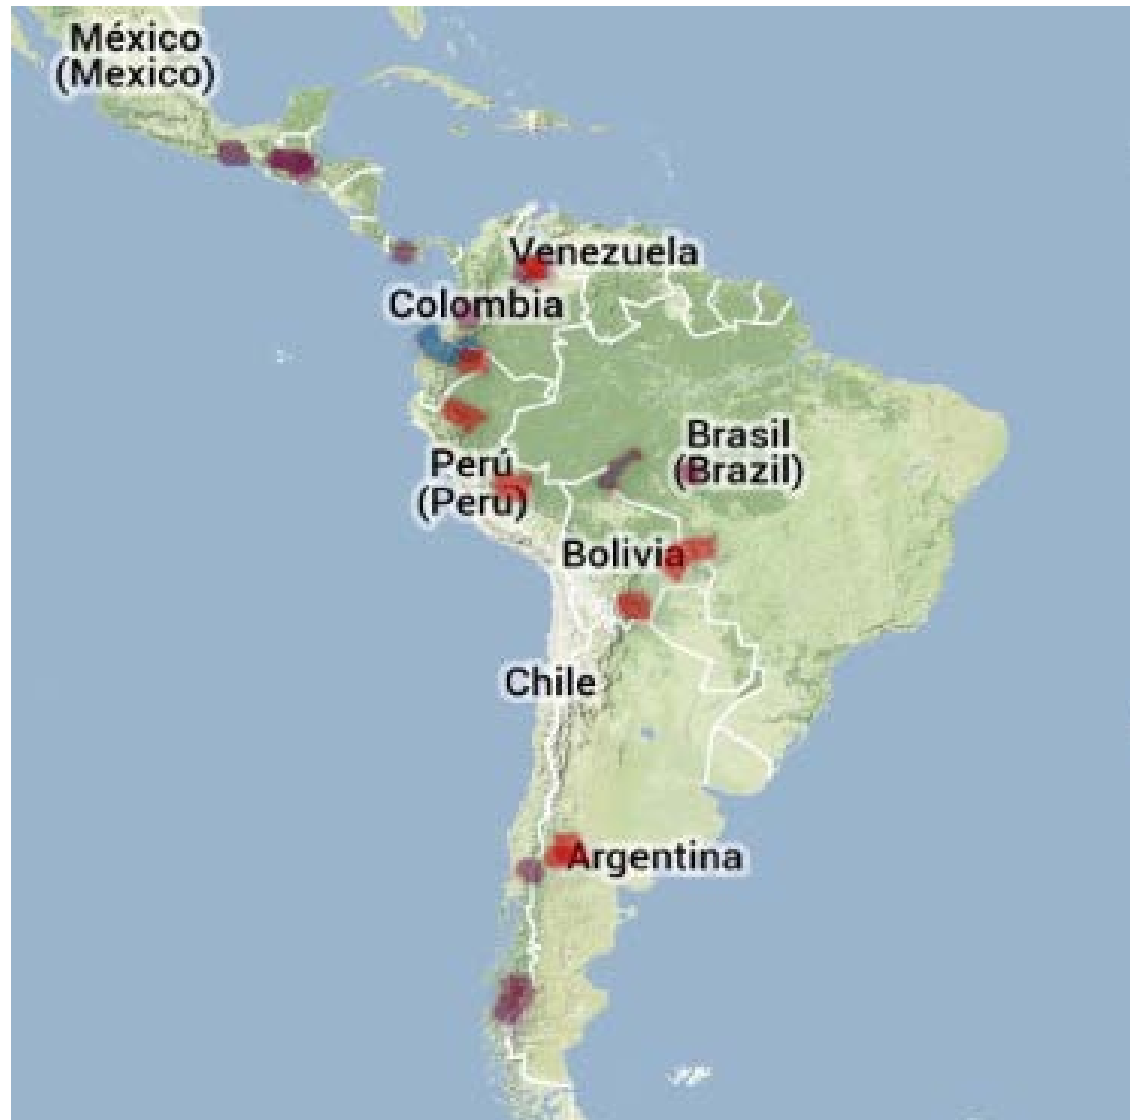 México
(Mexico)
Venezuela
Colombia
Brasil
(Brazil)
Perú
(Peru)
Bolivia
Chile
Argentina